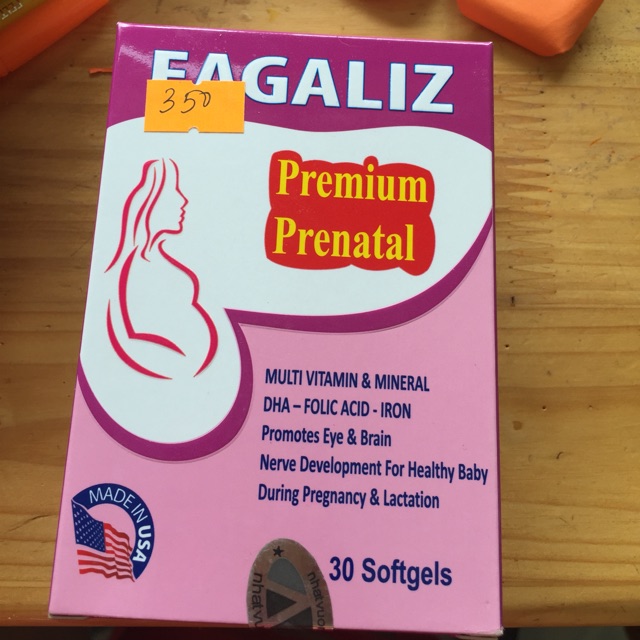 FAGALIZ
350
Premium
Prenatal
MULTI VITAMIN & MINERAL
DHA – FOLIC ACID - IRON
Promotes Eye & Brain
Nerve Development For Healthy Baby
During Pregnancy & Lactation
MADE IN USA
30 Softgels